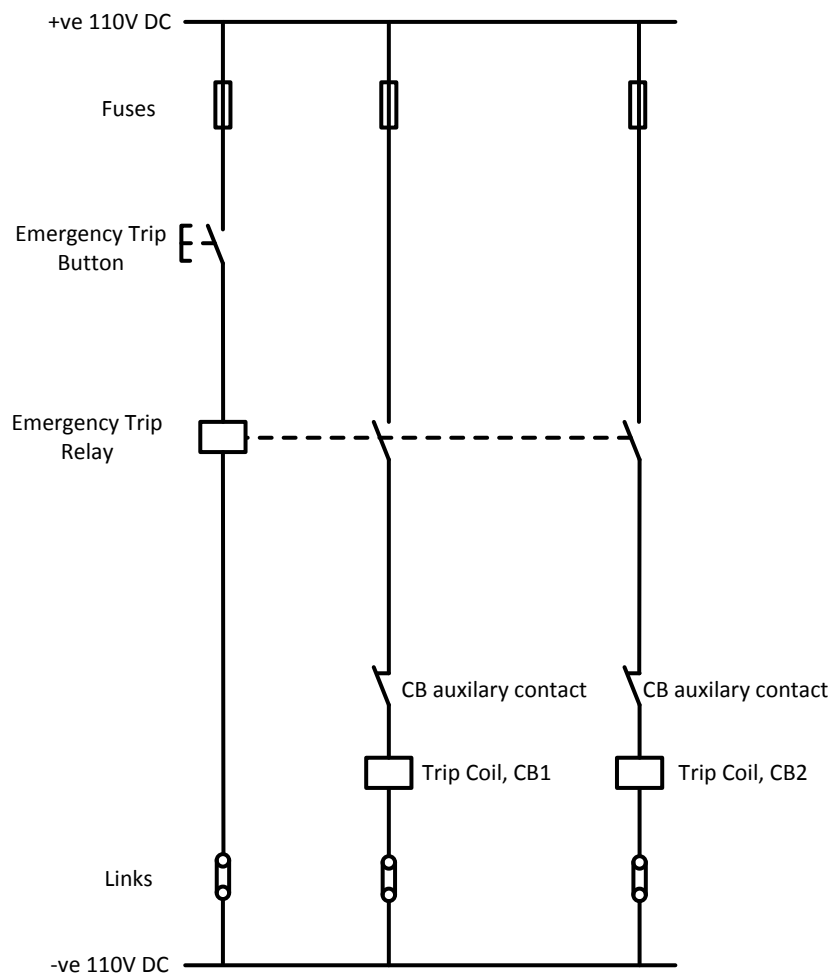 +ve 110V DC
Fuses
Emergency Trip
Button
Emergency Trip
Relay
CB auxilary contact
CB auxilary contact
Trip Coil, CB1
Trip Coil, CB2
Links
-ve 110V DC